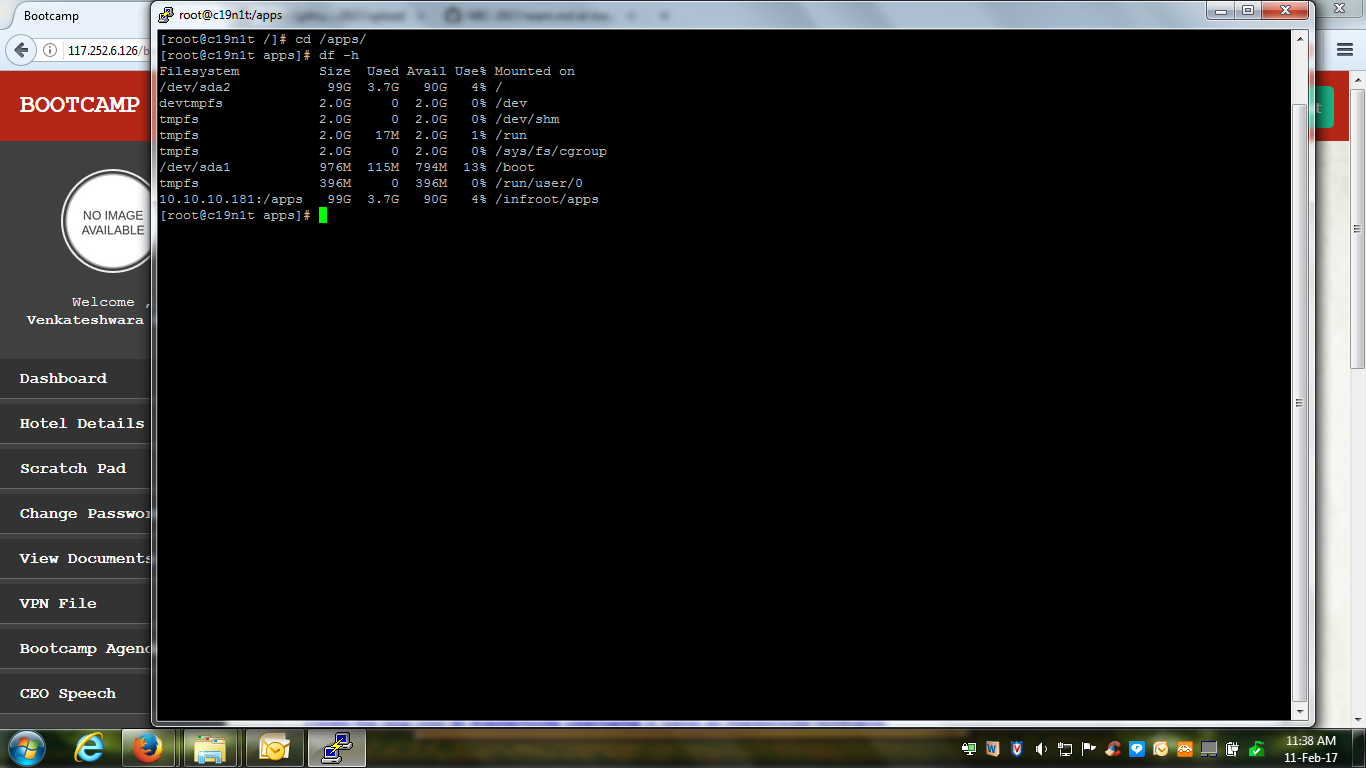 Bootcamp
root@c19n1t:/apps
117.252.6.126/b
BOOTCAMP
NO IMAGE
AVAILABLE
Welcome ,
Venkateshwara
Dashboard
Hotel Details
Scratch Pad
Change Passwor
View Documents
VPN File
Bootcamp Agend
CEO Speech
[root@c19n1t /]# cd /apps/
[root@c19n1t apps]# df -h
Filesystem Size Used Avail Use% Mounted on
/dev/sda2 99G 3.7G 90G 4% /
devtmpfs 2.0G 0 2.0G 0% /dev
tmpfs 2.0G 0 2.0G 0% /dev/shm
tmpfs 2.0G 17M 2.0G 1% /run
tmpfs 2.0G 0 2.0G 0% /sys/fs/cgroup
/dev/sda1 976M 115M 794M 13% /boot
tmpfs 396M 0 396M 0% /run/user/0
10.10.10.181:/apps 99G 3.7G 90G 4% /infroot/apps
[root@c19n1t apps]#
11:38 AM
11-Feb-17